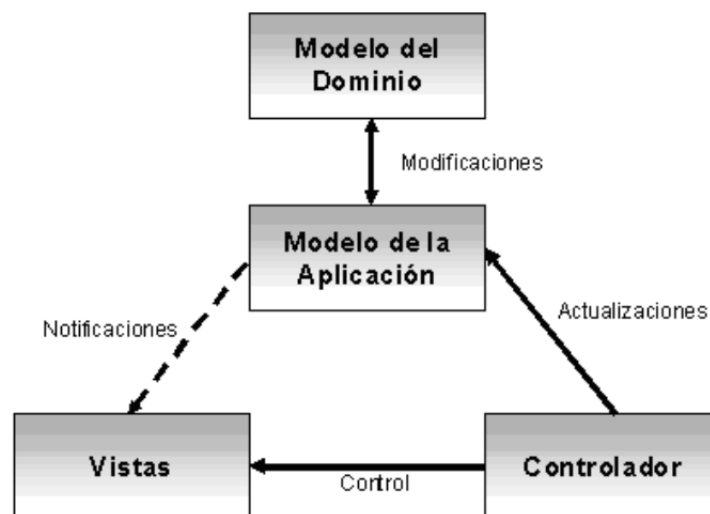 Modelo del
Dominio
Modificaciones
Modelo de la
Aplicación
Notificaciones
Actualizaciones
Vistas
Control
Controlador